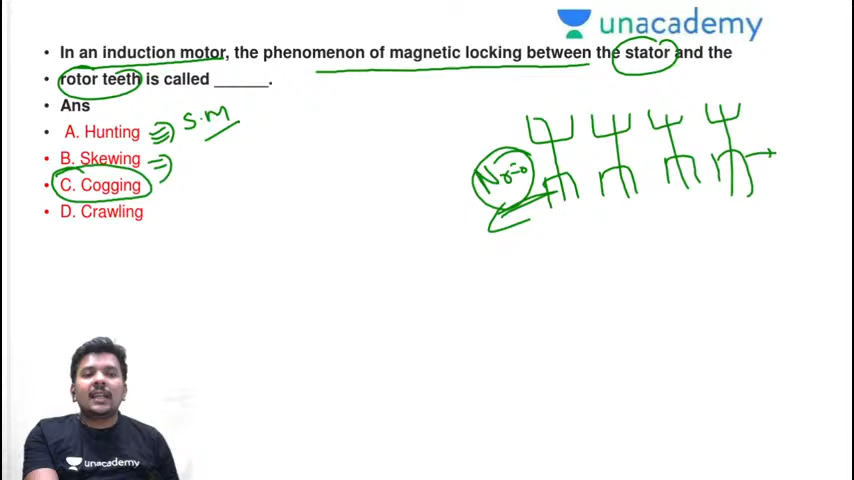 unacademy
• In an induction motor, the phenomenon of magnetic locking between the stator and the
• rotor teeth is called ______.
• Ans
• A. Hunting
S.M
• B. Skewing
• C. Cogging
• D. Crawling
unacademy